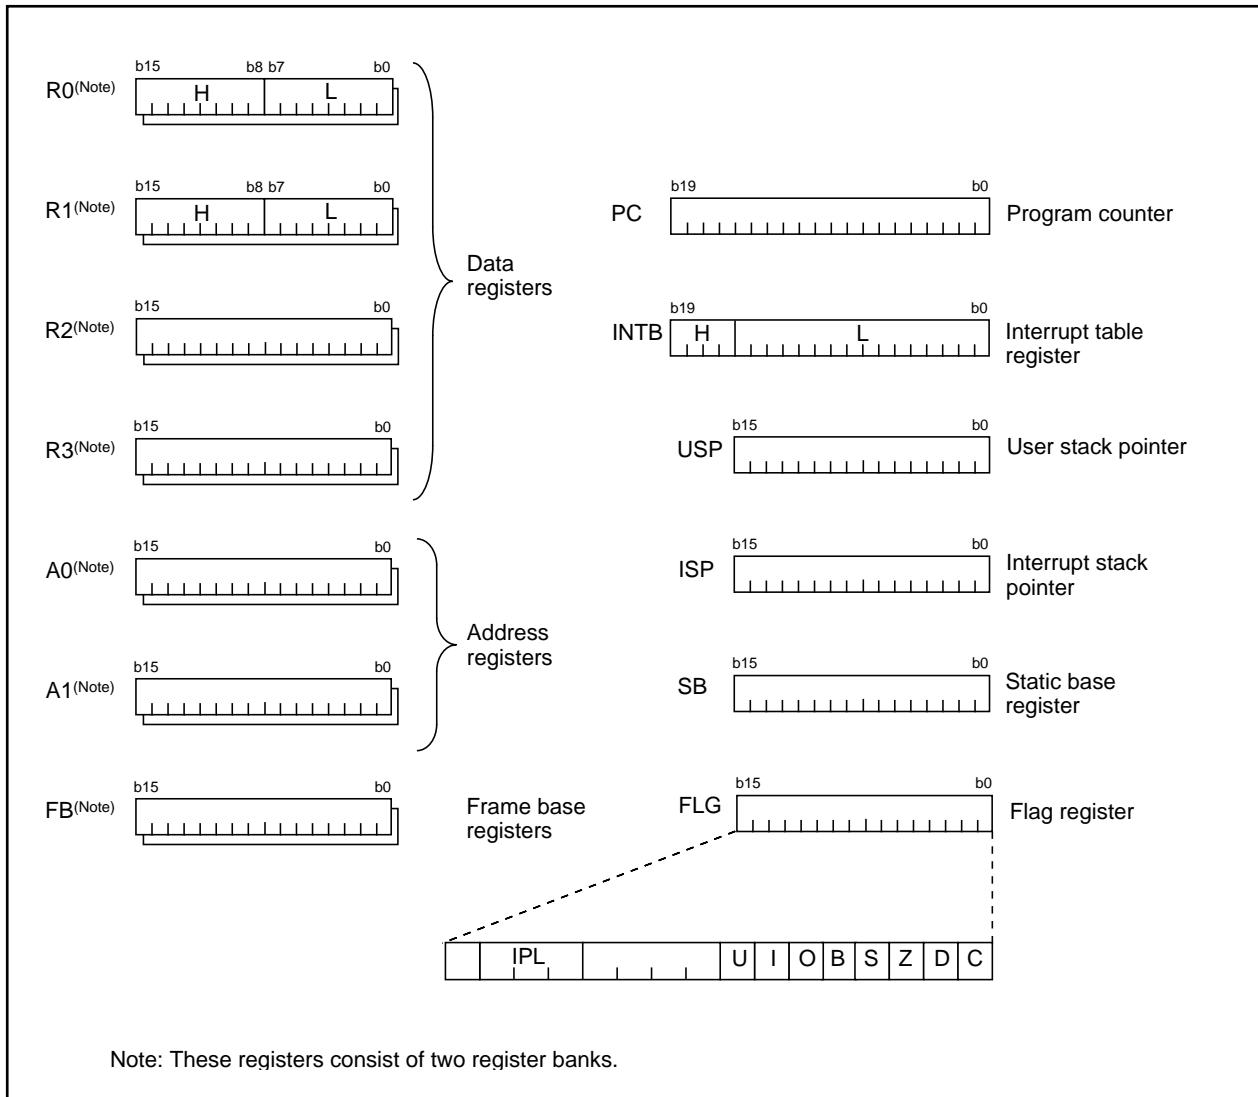 b15 b8 b7 b0
R0(Note) H L
b15 b8 b7 b0
R1(Note) H L
b15 b0
R2(Note)
b15 b0
R3(Note)
Data
registers
b15 b0
A0(Note)
b15 b0
A1(Note)
Address
registers
b15 b0
FB(Note)
Frame base
registers
b19 b0
PC Program counter
b19 b0
INTB H L Interrupt table
register
b15 b0
USP User stack pointer
b15 b0
ISP Interrupt stack
pointer
b15 b0
SB Static base
register
b15 b0
FLG Flag register
IPL U I O B S Z D C
Note: These registers consist of two register banks.